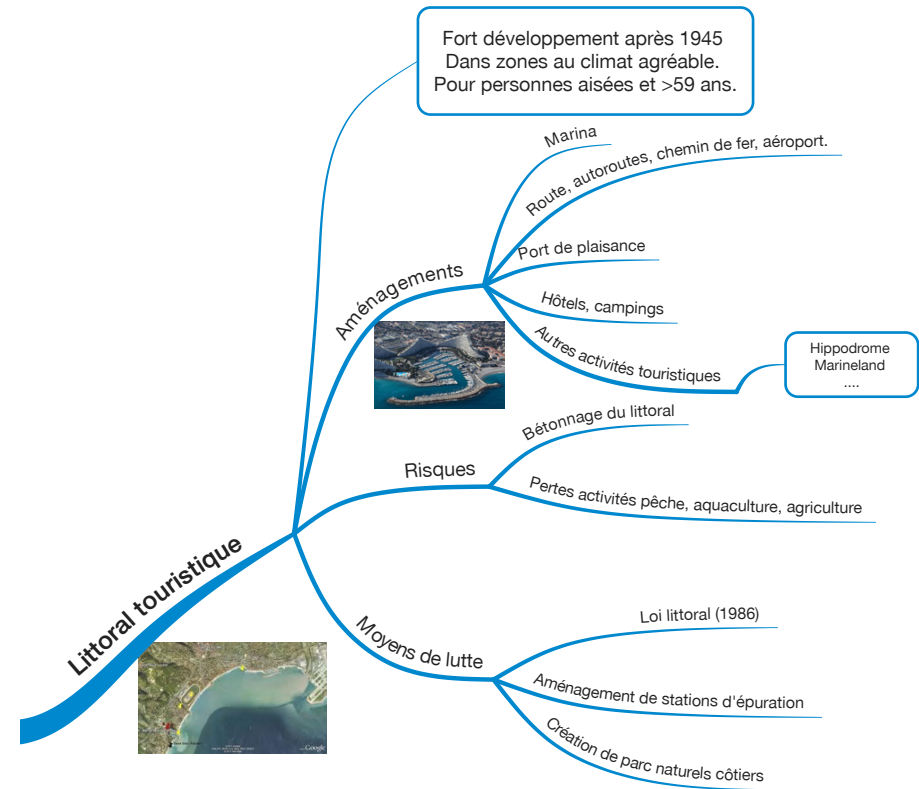 Fort développement après 1945
Dans zones au climat agréable.
Pour personnes aisées et >59 ans.
Marina
Route, autoroutes, chemin de fer, aéroport.
Port de plaisance
Aménagements
Hôtels, campings
Autres activités touristiques
Hippodrome
Marineland
....
Bétonnage du littoral
Risques
Pertes activités pêche, aquaculture, agriculture
Littoral touristique
Loi littoral (1986)
Moyens de lutte
Aménagement de stations d'épuration
Création de parc naturels côtiers
Google